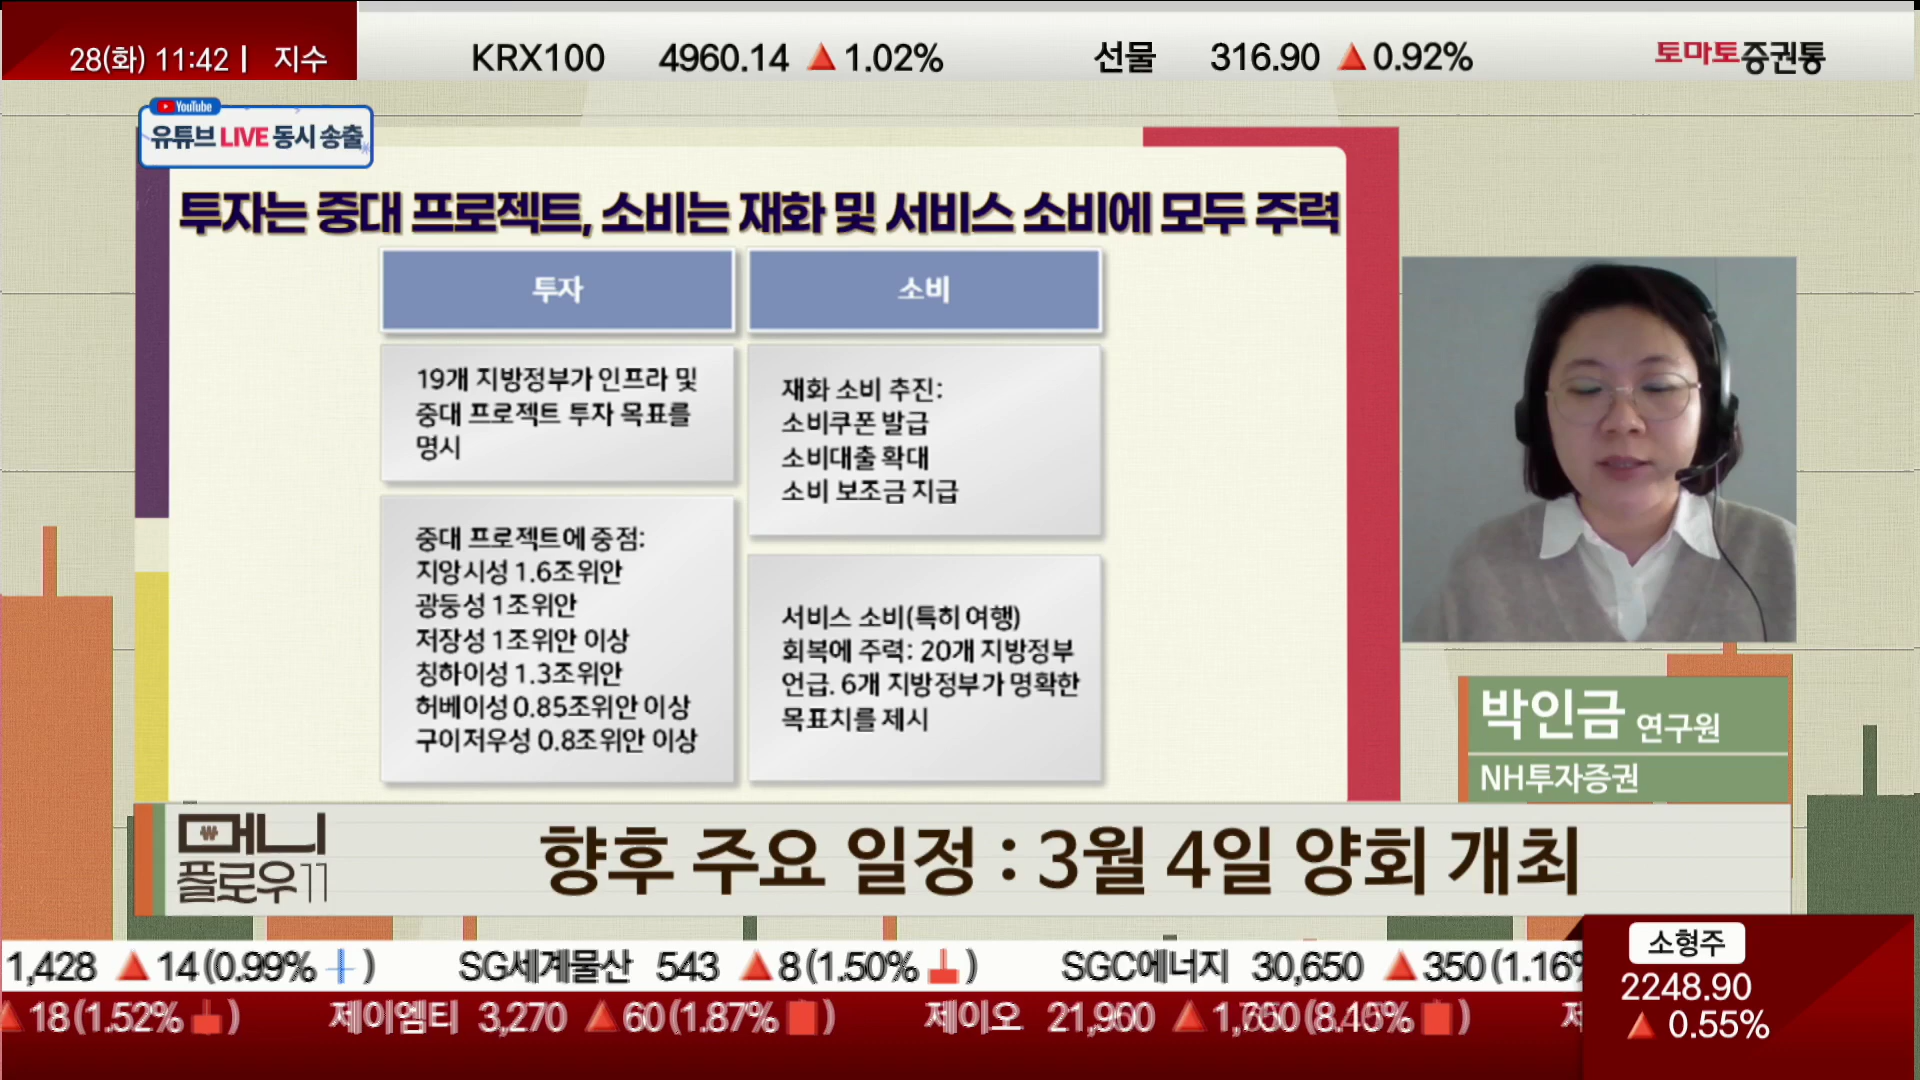 28(화) 11:42 | 지수
KRX100 4960.14 ▲ 1.02% 선물 316.90 ▲ 0.92%
토마토증권통
YouTube
유튜브 LIVE 동시 송출
투자는 중대 프로젝트, 소비는 재화 및 서비스 소비에 모두 주력
투자
19개 지방정부가 인프라 및
중대 프로젝트 투자 목표를
명시
중대 프로젝트에 중점:
지앙시성 1.6조위안
광둥성 1조위안
저장성 1조위안 이상
칭하이성 1.3조위안
허베이성 0.85조위안 이상
구이저우성 0.8조위안 이상
소비
재화 소비 추진:
소비쿠폰 발급
소비대출 확대
소비 보조금 지급
서비스 소비(특히 여행)
회복에 주력: 20개 지방정부
언급. 6개 지방정부가 명확한
목표치를 제시
박인금 연구원
NH투자증권
머니
플로우11
향후 주요 일정 : 3월 4일 양회 개최
1,428 ▲ 14(0.99% ) SG세계물산 543 ▲ 8(1.50% ) SGC에너지 30,650 ▲ 350(1.16%
▲ 18(1.52% ) 제이엠티 3,270 ▲ 60(1.87% ) 제이오 21,960 ▲ 1,650
소형주
2248.90
▲ 0.55%